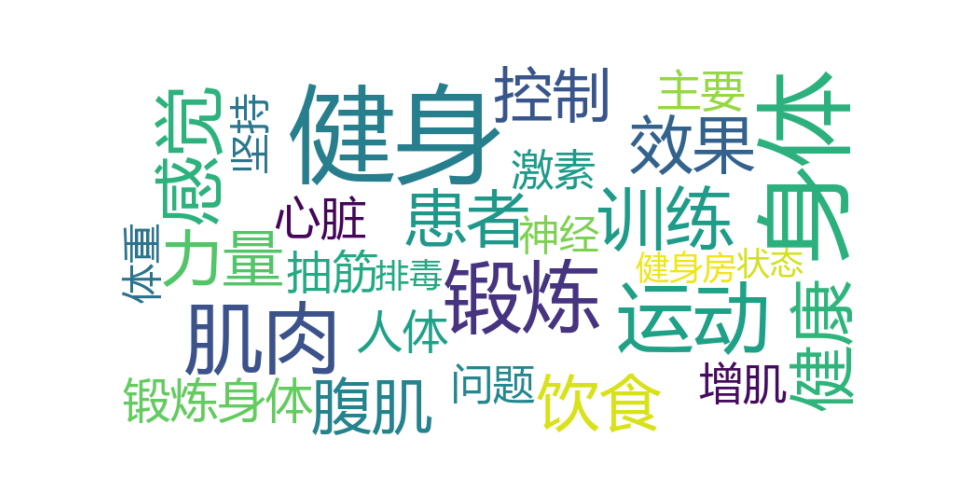 控制
主要
身体
健身
感觉
坚持
效果
激素
训练
患者
心脏
神经
力量
体重
抽筋
排毒
锻炼
健身房
状态
运动
健康
肌肉
人体
问题
增肌
饮食
腹肌
锻炼身体